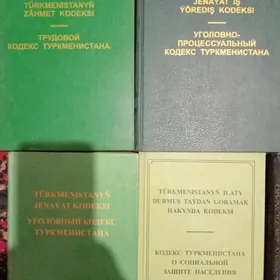 TÜRKMENISTANYŇ
ZÄHMET KODEKSI
ТРУДОВОЙ
КОДЕКС ТУРКМЕНИСТАНА
JENAÝAT IŞ
ÝÖREDIŞ KODEKSI
УГОЛОВНО-
ПРОЦЕССУАЛЬНЫЙ
КОДЕКС ТУРКМЕНИСТАНА
TÜRKMENISTANYŇ
JENAÝAT KODEKSI
УГОЛОВНЫЙ КОДЕКС
ТУРКМЕНИСТАНА
TÜRKMENISTANYŇ ILATY
DURMUŞ TAÝDAN GORAMAK
HAKYNDA KODEKSI
КОДЕКС ТУРКМЕНИСТАНА
О СОЦИАЛЬНОЙ
ЗАЩИТЕ НАСЕЛЕНИЯ